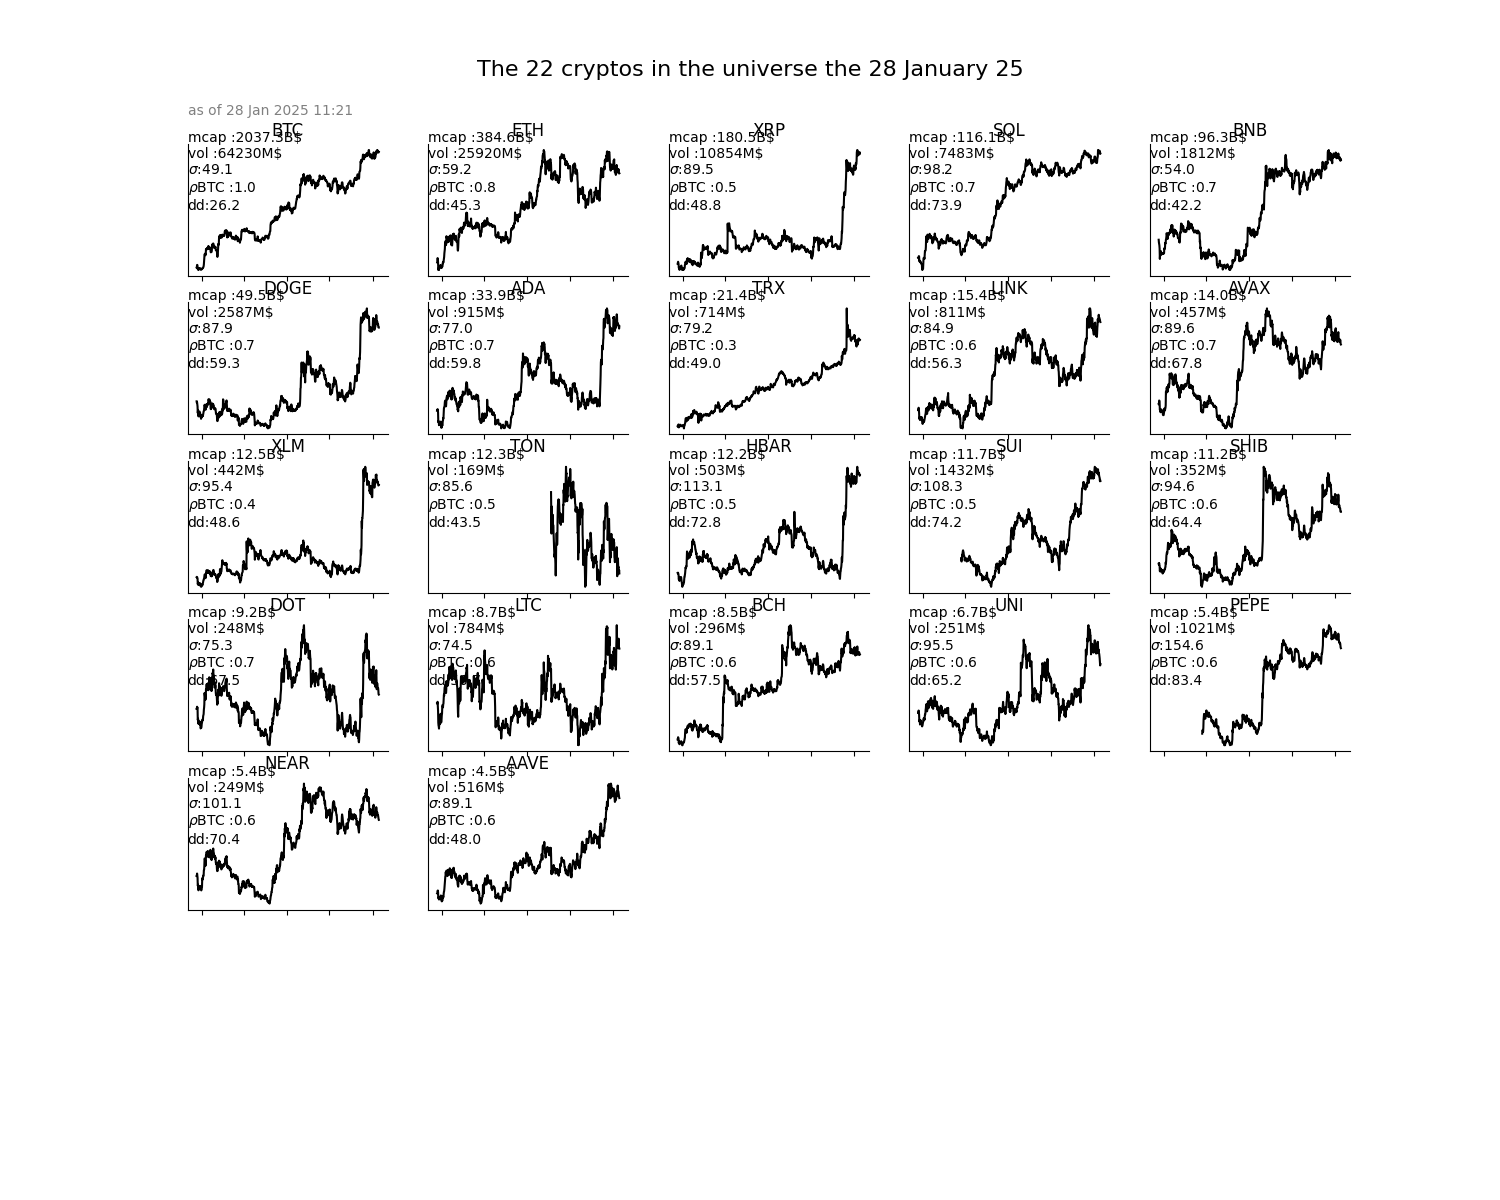 The 22 cryptos in the universe the 28 January 25
as of 28 Jan 2025 11:21
BTC
mcap :2037.3B$
vol :64230M$
σ:49.1
ρBTC :1.0
dd:26.2
ETH
mcap :384.6B$
vol :25920M$
σ:59.2
ρBTC :0.8
dd:45.3
XRP
mcap :180.5B$
vol :10854M$
σ:89.5
ρBTC :0.5
dd:48.8
SOL
mcap :116.1B$
vol :7483M$
σ:98.2
ρBTC :0.7
dd:73.9
BNB
mcap :96.3B$
vol :1812M$
σ:54.0
ρBTC :0.7
dd:42.2
DOGE
mcap :49.5B$
vol :2587M$
σ:87.9
ρBTC :0.7
dd:59.3
ADA
mcap :33.9B$
vol :915M$
σ:77.0
ρBTC :0.7
dd:59.8
TRX
mcap :21.4B$
vol :714M$
σ:79.2
ρBTC :0.3
dd:49.0
LINK
mcap :15.4B$
vol :811M$
σ:84.9
ρBTC :0.6
dd:56.3
AVAX
mcap :14.0B$
vol :457M$
σ:89.6
ρBTC :0.7
dd:67.8
XLM
mcap :12.5B$
vol :442M$
σ:95.4
ρBTC :0.4
dd:48.6
TON
mcap :12.3B$
vol :169M$
σ:85.6
ρBTC :0.5
dd:43.5
HBAR
mcap :12.2B$
vol :503M$
σ:113.1
ρBTC :0.5
dd:72.8
SUI
mcap :11.7B$
vol :1432M$
σ:108.3
ρBTC :0.5
dd:74.2
SHIB
mcap :11.2B$
vol :352M$
σ:94.6
ρBTC :0.6
dd:64.4
DOT
mcap :9.2B$
vol :248M$
σ:75.3
ρBTC :0.7
LTC
mcap :8.7B$
vol :784M$
σ:74.5
ρBTC :0.6
BCH
mcap :8.5B$
vol :296M$
σ:89.1
ρBTC :0.6
dd:57.5
UNI
mcap :6.7B$
vol :251M$
σ:95.5
ρBTC :0.6
dd:65.2
PEPE
mcap :5.4B$
vol :1021M$
σ:154.6
ρBTC :0.6
dd:83.4
NEAR
mcap :5.4B$
vol :249M$
σ:101.1
ρBTC :0.6
dd:70.4
AAVE
mcap :4.5B$
vol :516M$
σ:89.1
ρBTC :0.6
dd:48.0